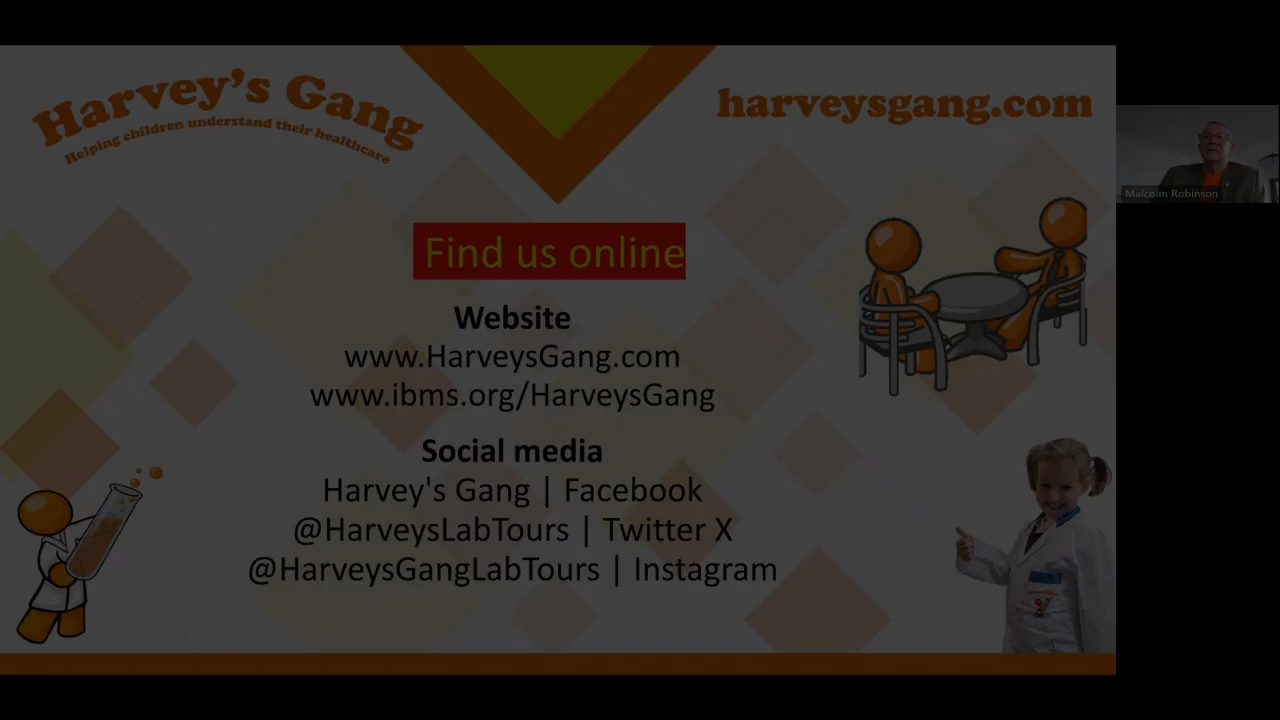 Harvey's Gang
Helping children understand their healthcare
harveysgang.com
Malcolm Robinson
Find us online
Website
www.HarveysGang.com
www.ibms.org/HarveysGang
Social media
Harvey's Gang | Facebook
@HarveysLabTours | Twitter X
@HarveysGangLabTours | Instagram